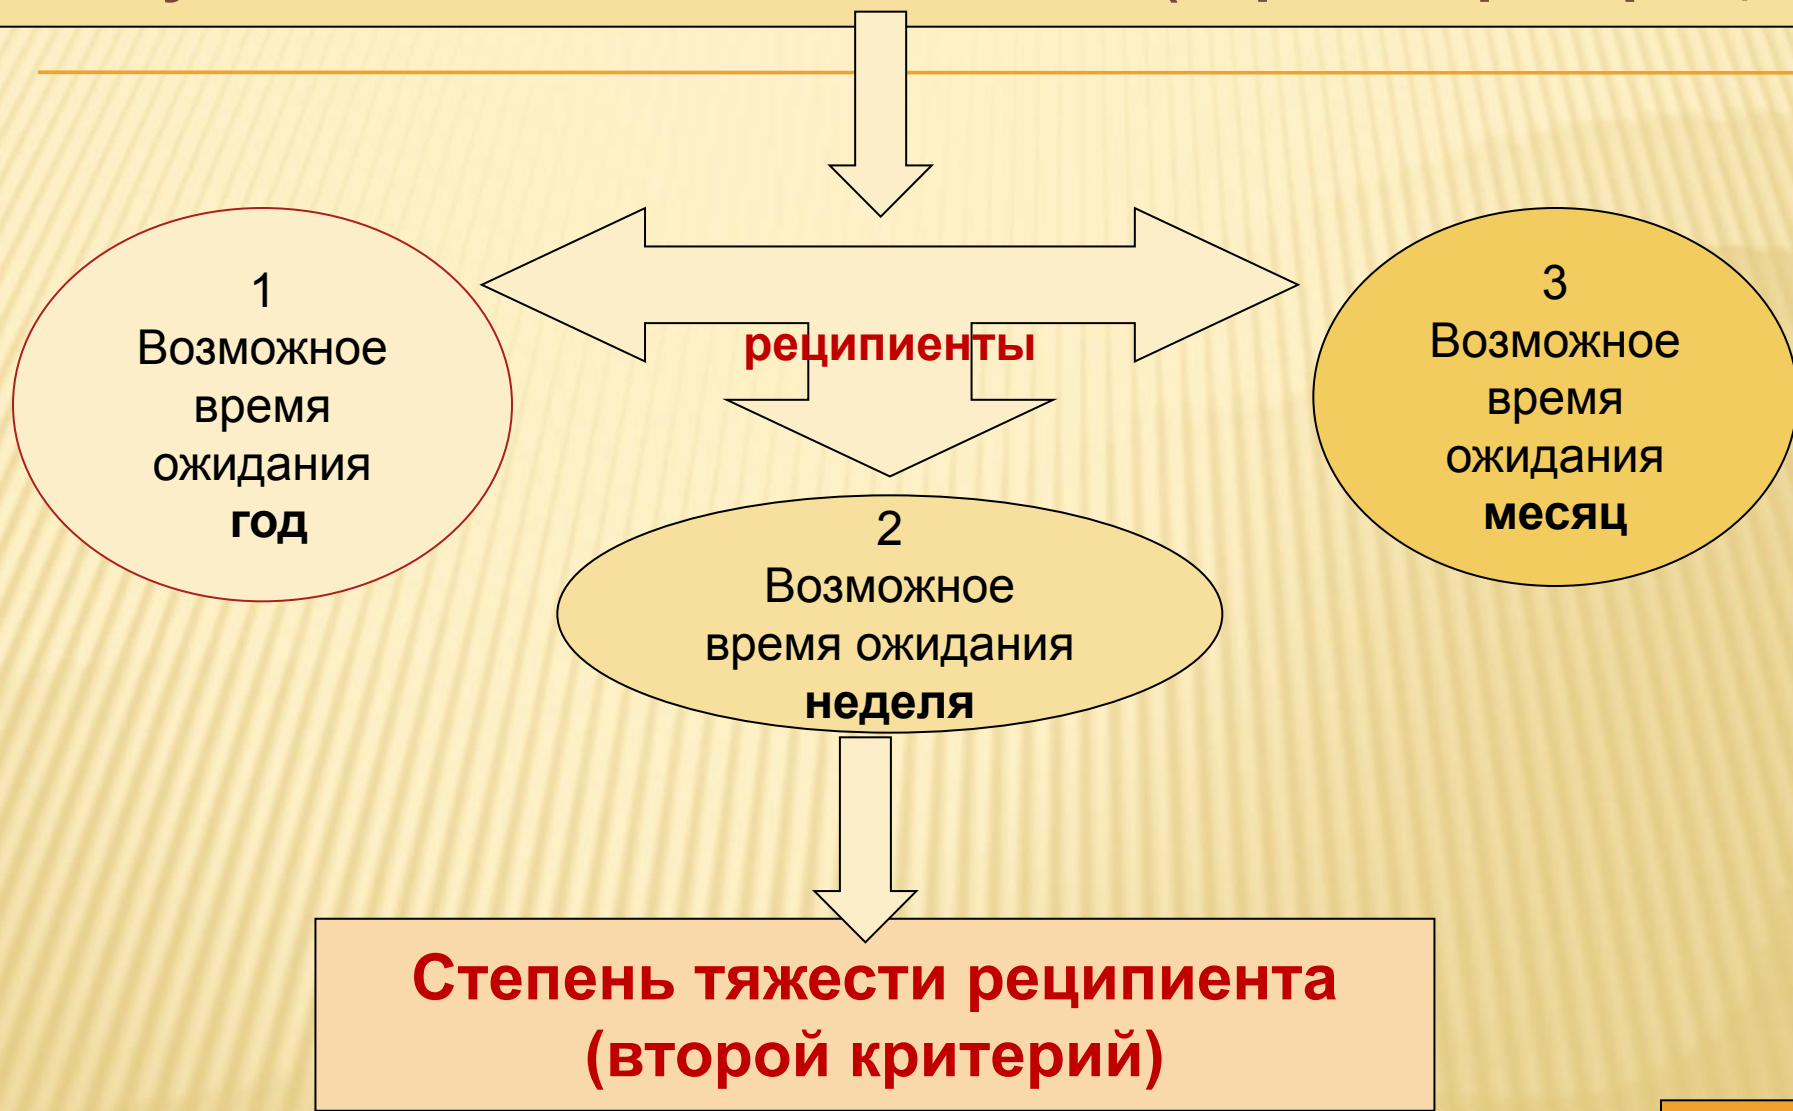 реципиенты
1
Возможное
время
ожидания
год
3
Возможное
время
ожидания
месяц
2
Возможное
время ожидания
неделя
Степень тяжести реципиента
(второй критерий)